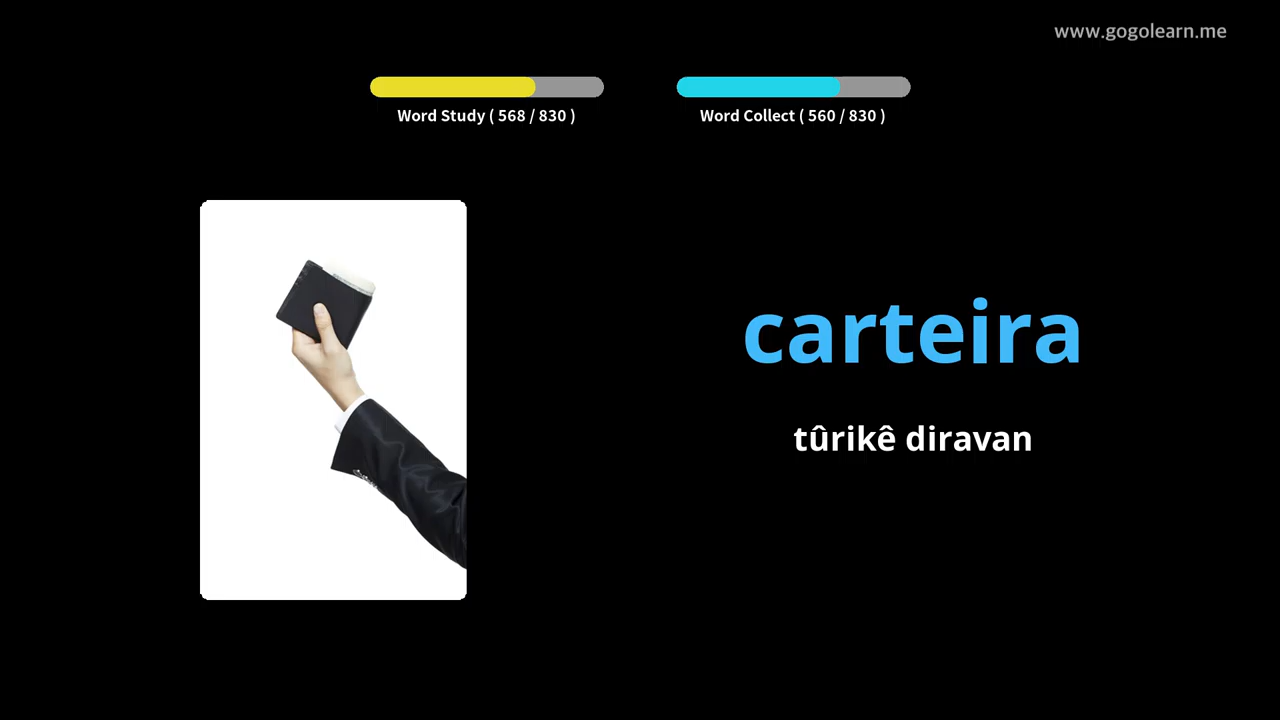 www.gogolearn.me
Word Study ( 568 / 830 )
Word Collect ( 560 / 830 )
carteira
tûrikê diravan